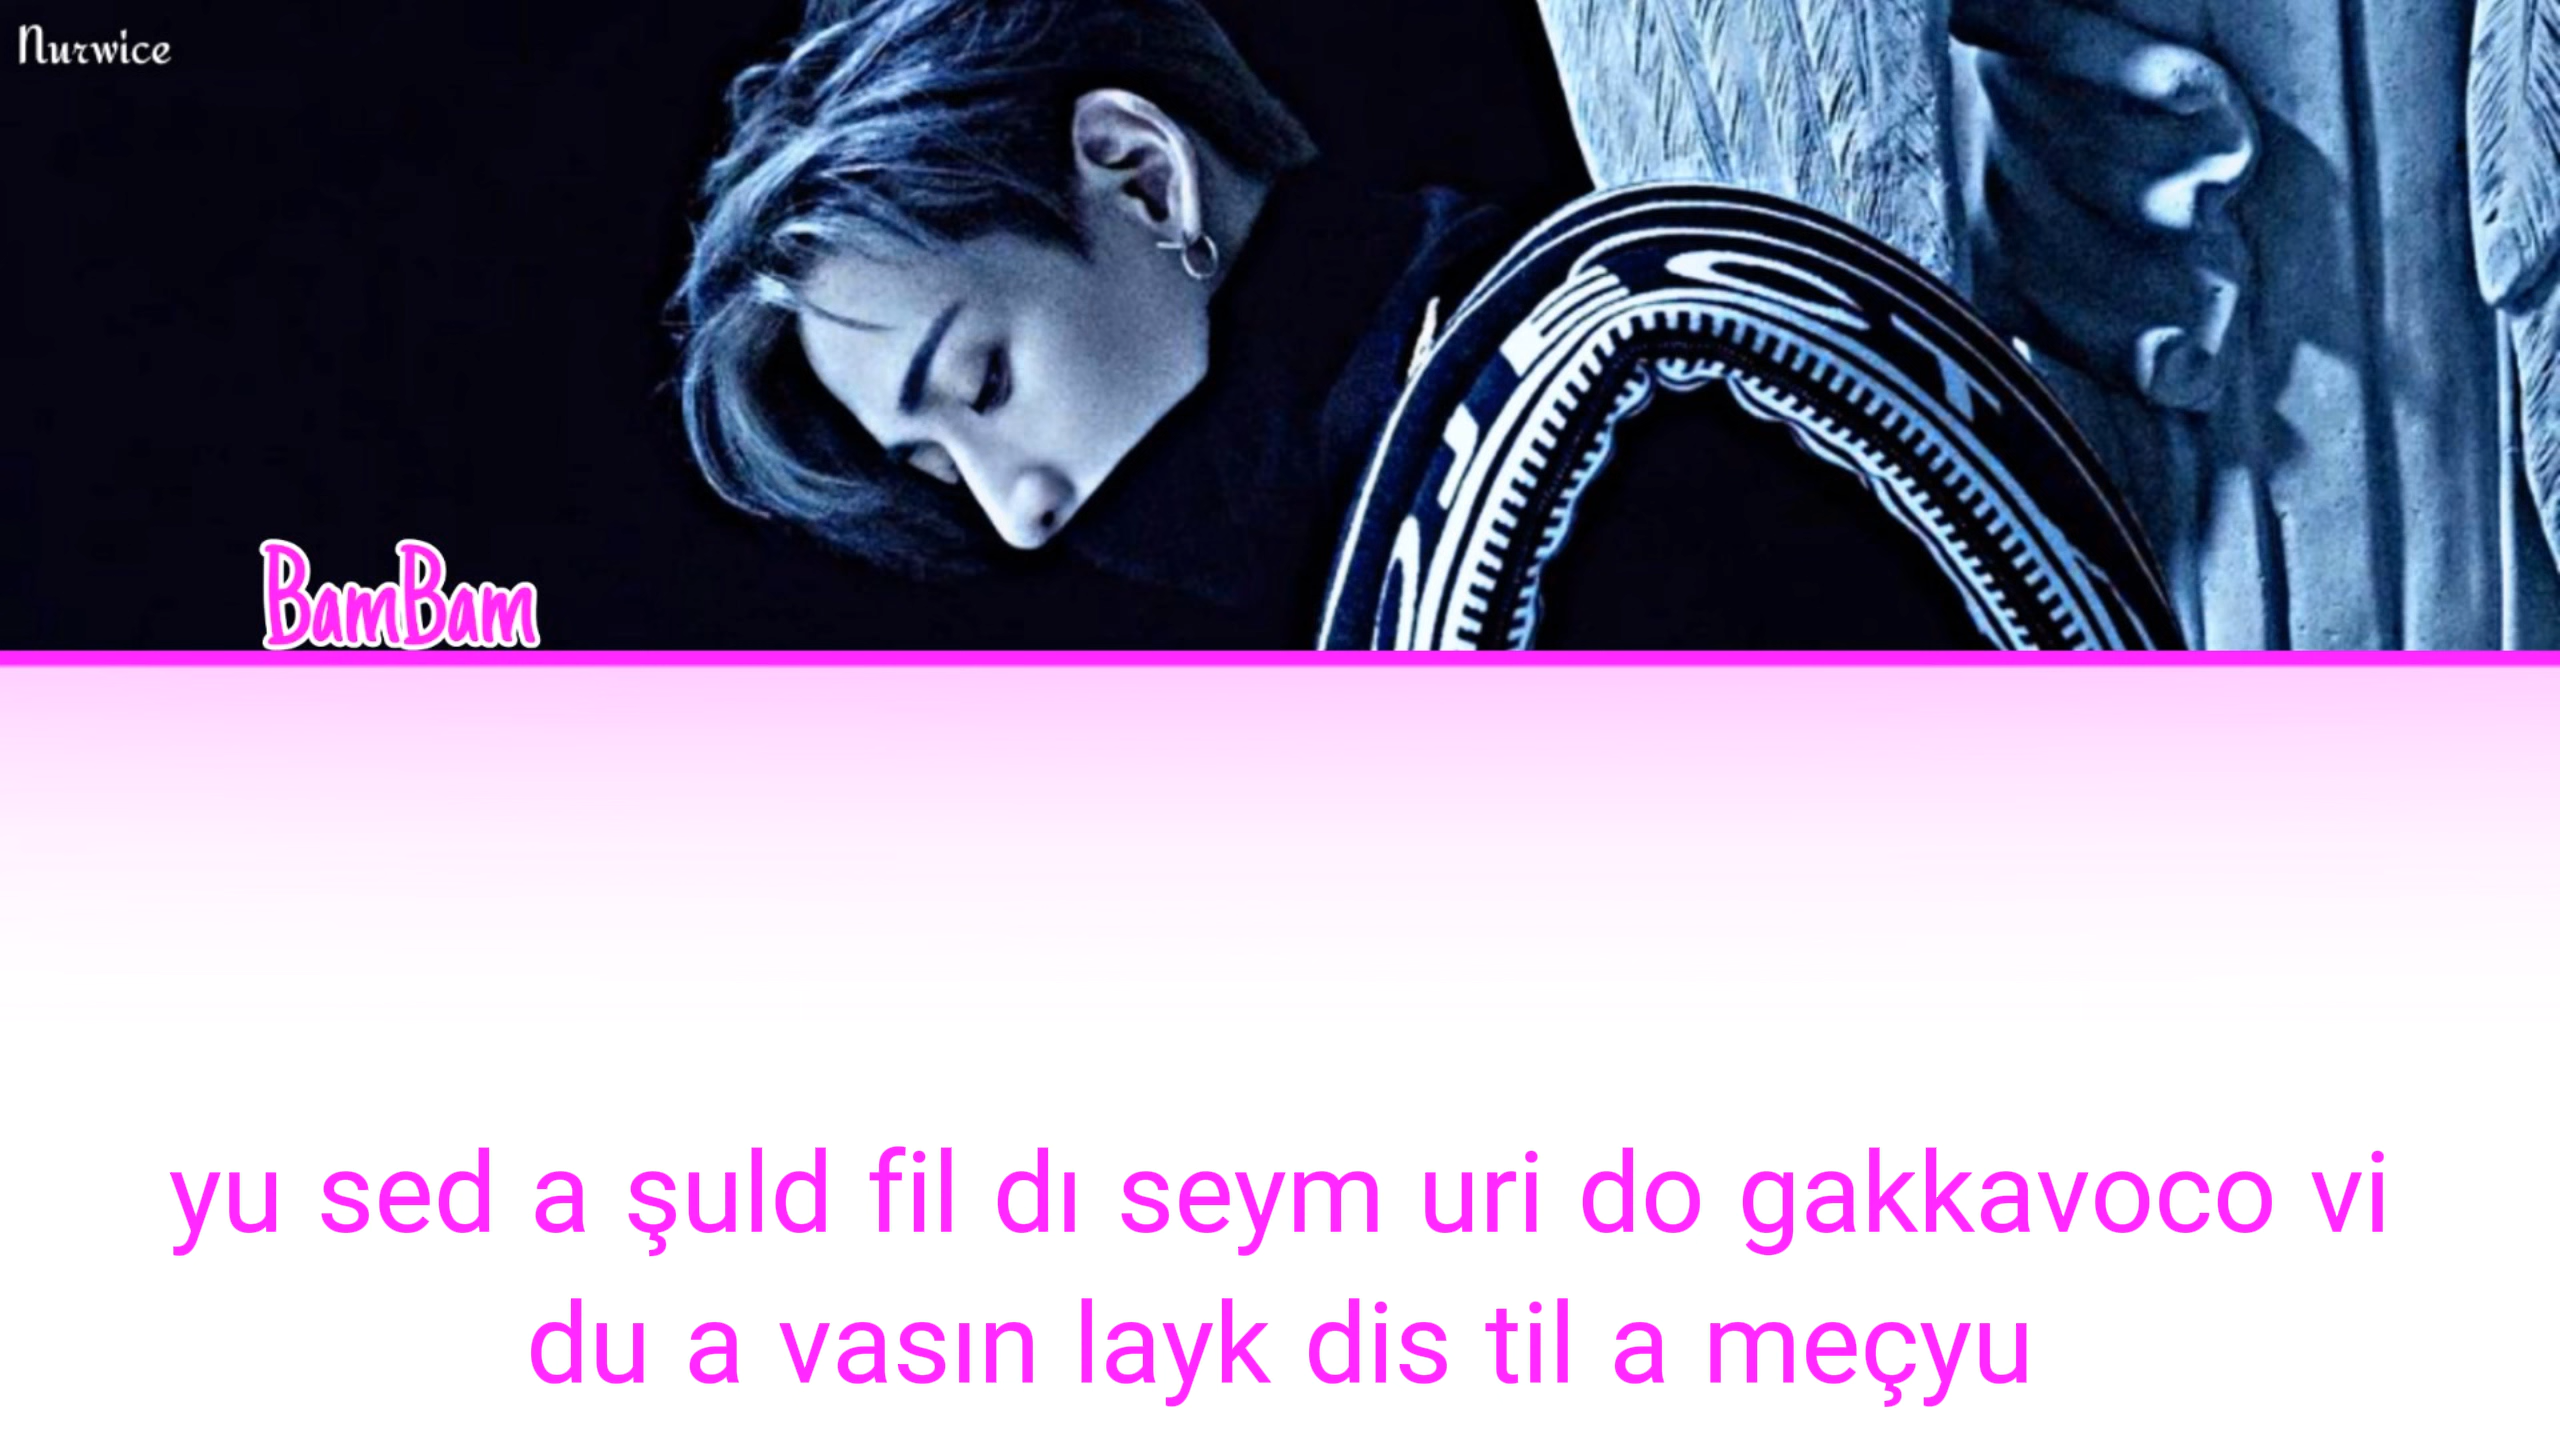 Nurwice
BamBam
yu sed a şuld fil dı seym uri do gakkavoco vi
du a vasın layk dis til a meçyu